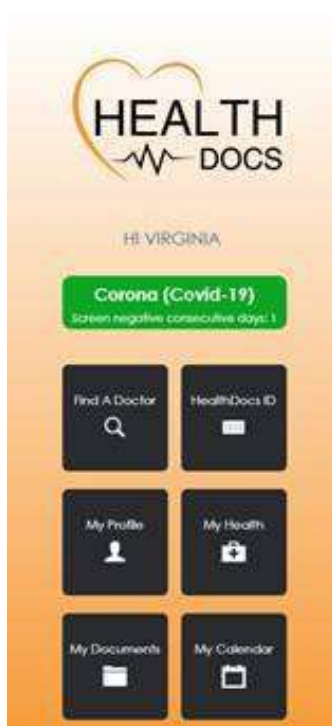 HEALTH
DOCS
HI VIRGINIA
Corona (Covid-19)
Screen negative consecutive days: 1
Find A Doctor
HealthDocs ID
My Profile
My Health
My Documents
My Calendar